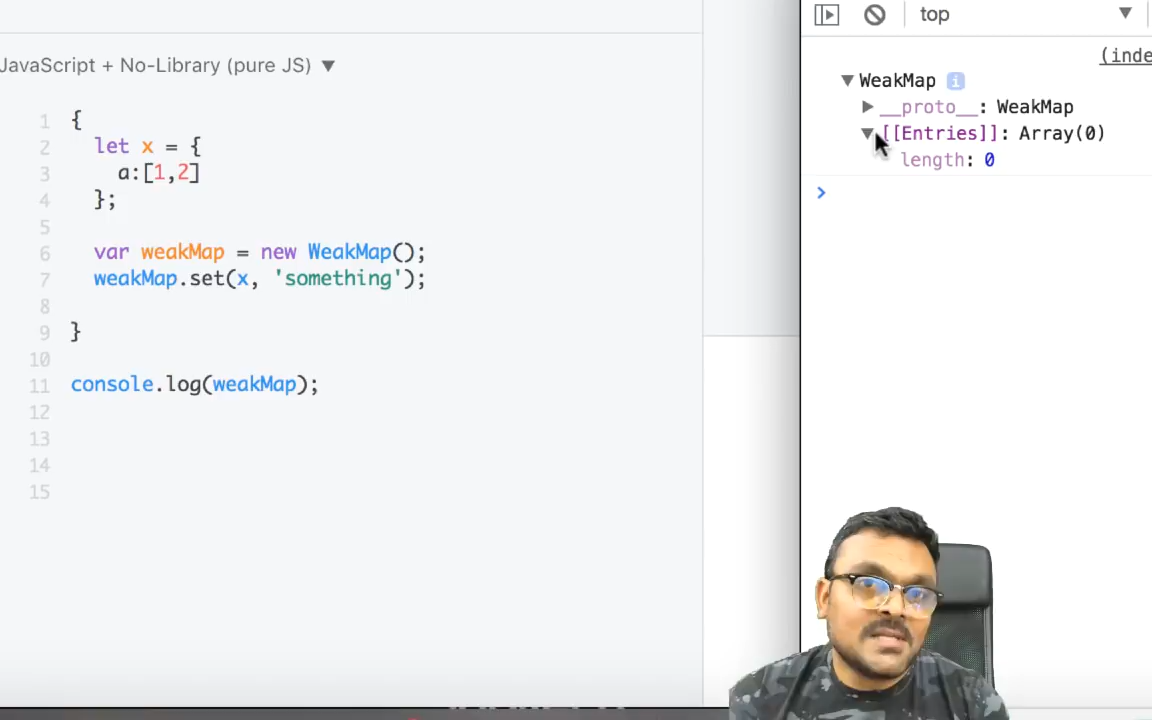 JavaScript + No-Library (pure JS) ▼
1 {
2 let x = {
3 a:[1,2]
4 };
5
6 var weakMap = new WeakMap();
7 weakMap.set(x, 'something');
8
9 }
10
11 console.log(weakMap);
12
13
14
15
top ▼
(inde
▼ WeakMap i
▶ __proto__: WeakMap
▼ [[Entries]]: Array(0)
length: 0
>